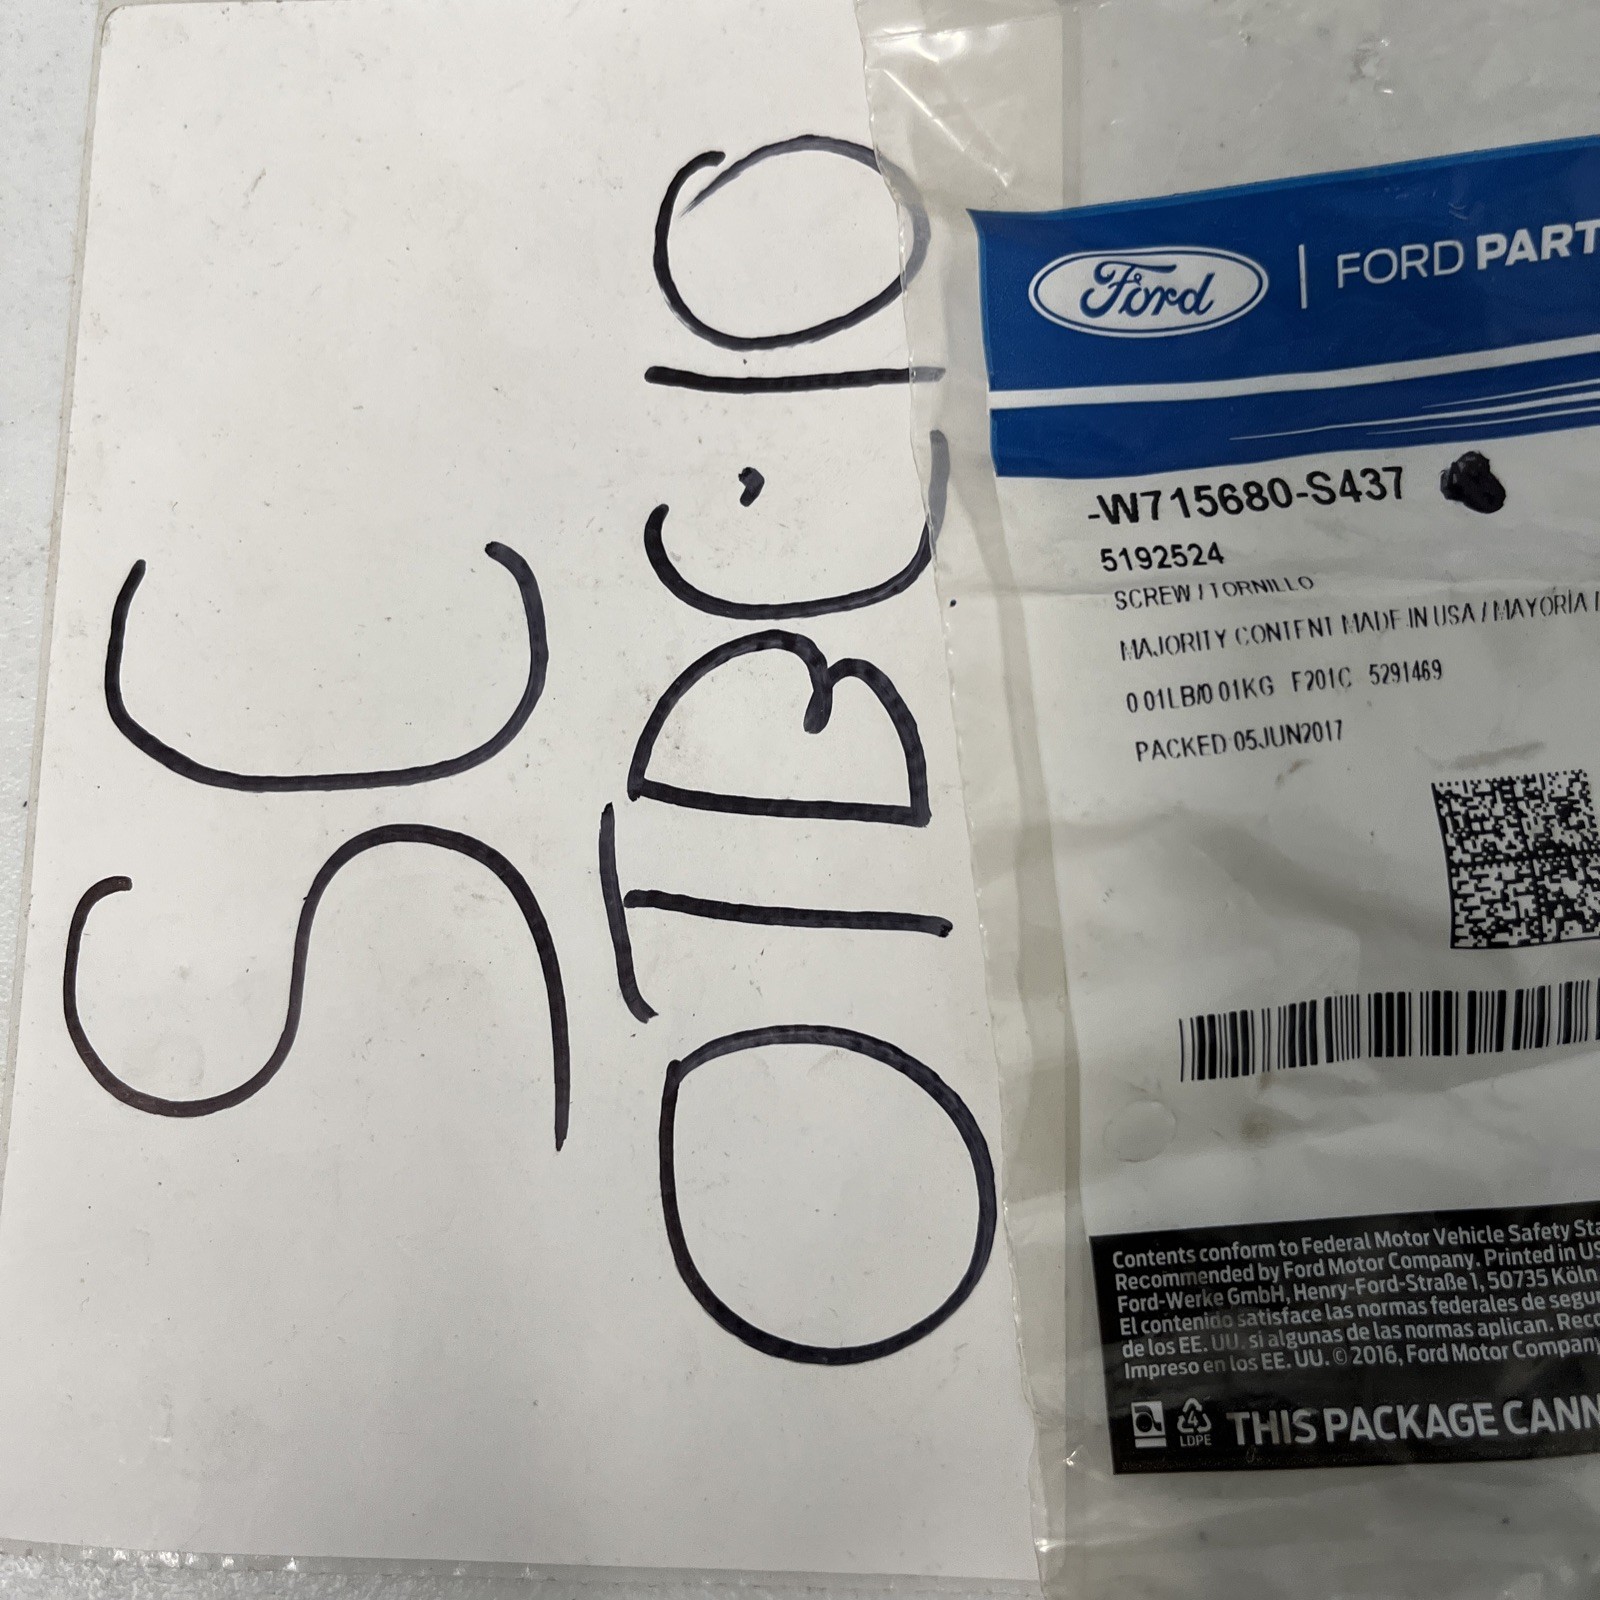 SC
OTBC·10
Ford | FORD PART
-W715680-S437
5192524
SCREW / TORNILLO
MAJORITY CONTENT MADE IN USA / MAYORÍA /
0 01LB/0 01KG F201C 5291469
PACKED 05JUN2017
Contents conform to Federal Motor Vehicle Safety Sta
Recommended by Ford Motor Company. Printed in US
Ford-Werke GmbH, Henry-Ford-Straße 1, 50735 Köln
El contenido satisface las normas federales de segu
de los EE. UU. si algunas de las normas aplican. Reco
Impreso en los EE. UU. © 2016, Ford Motor Company
4
LDPE
THIS PACKAGE CANN